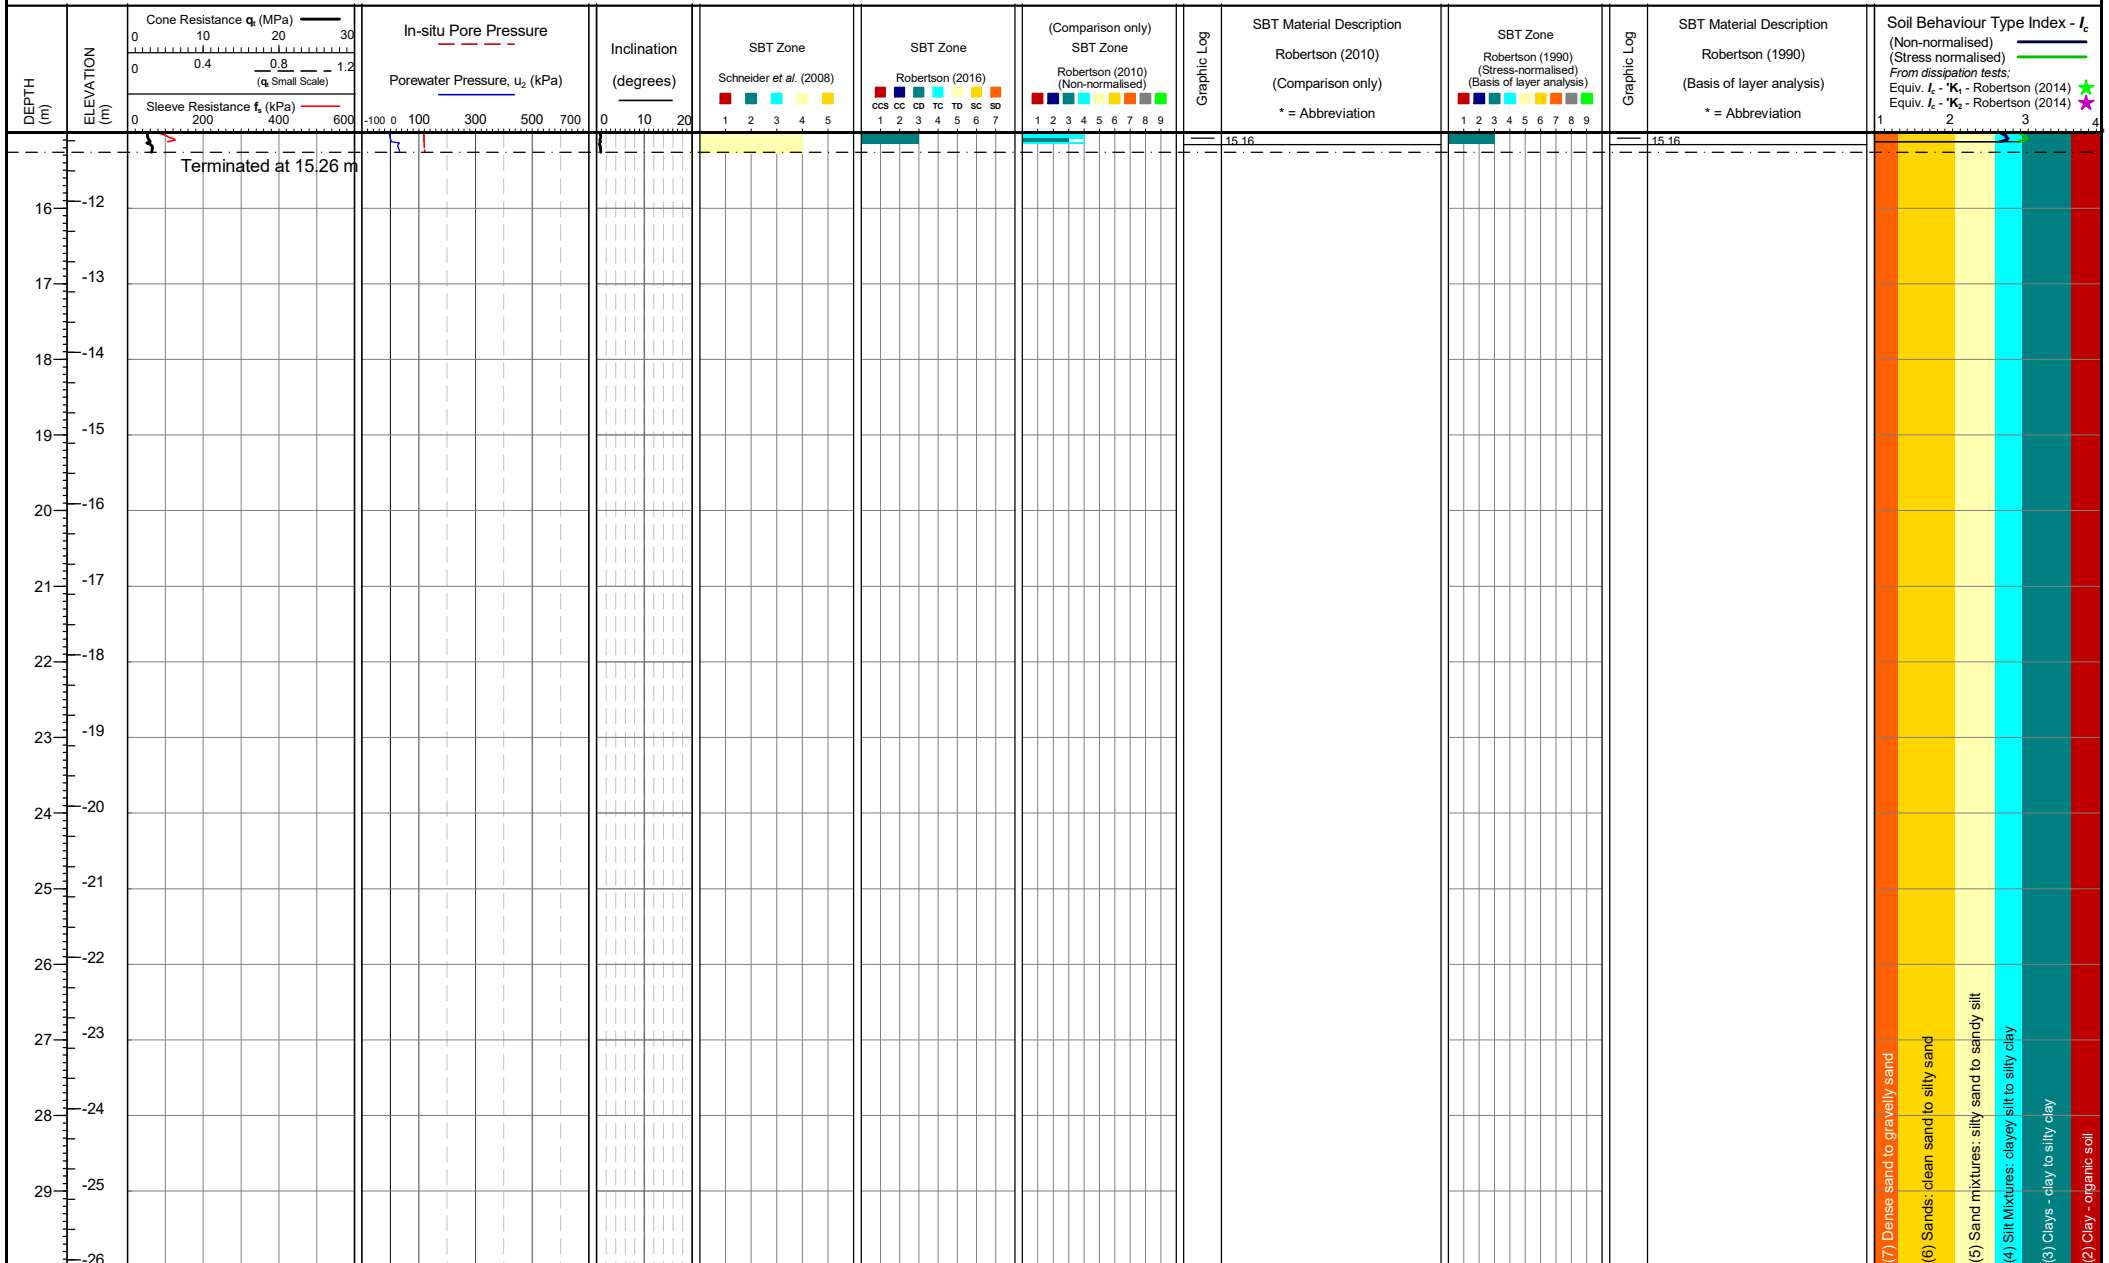 DEPTH
(m)
ELEVATION
(m)
Cone Resistance qt (MPa)
0 10 20 30
0 0.4 0.8 1.2
(qt Small Scale)
Sleeve Resistance fs (kPa)
0 200 400 600
In-situ Pore Pressure
Porewater Pressure, u2 (kPa)
-100 0 100 300 500 700
Inclination
(degrees)
0 10 20
SBT Zone
Schneider et al. (2008)
1 2 3 4 5
SBT Zone
Robertson (2016)
CCS CC CD TC TD SC SD
1 2 3 4 5 6 7
(Comparison only)
SBT Zone
Robertson (2010)
(Non-normalised)
1 2 3 4 5 6 7 8 9
Graphic Log
SBT Material Description
Robertson (2010)
(Comparison only)
* = Abbreviation
SBT Zone
Robertson (1990)
(Stress-normalised)
(Basis of layer analysis)
1 2 3 4 5 6 7 8 9
Graphic Log
SBT Material Description
Robertson (1990)
(Basis of layer analysis)
* = Abbreviation
Soil Behaviour Type Index - Ic
(Non-normalised)
(Stress normalised)
From dissipation tests;
Equiv. Ic - 'K1 - Robertson (2014)
Equiv. Ic - 'K2 - Robertson (2014)
1 2 3 4
15.16
15.16
Terminated at 15.26 m
16 -12
17 -13
18 -14
19 -15
20 -16
21 -17
22 -18
23 -19
24 -20
25 -21
26 -22
27 -23
28 -24
29 -25
-26
(7) Dense sand to gravelly sand
(6) Sands: clean sand to silty sand
(5) Sand mixtures: silty sand to sandy silt
(4) Silt Mixtures: clayey silt to silty clay
(3) Clays - clay to silty clay
(2) Clay - organic soil